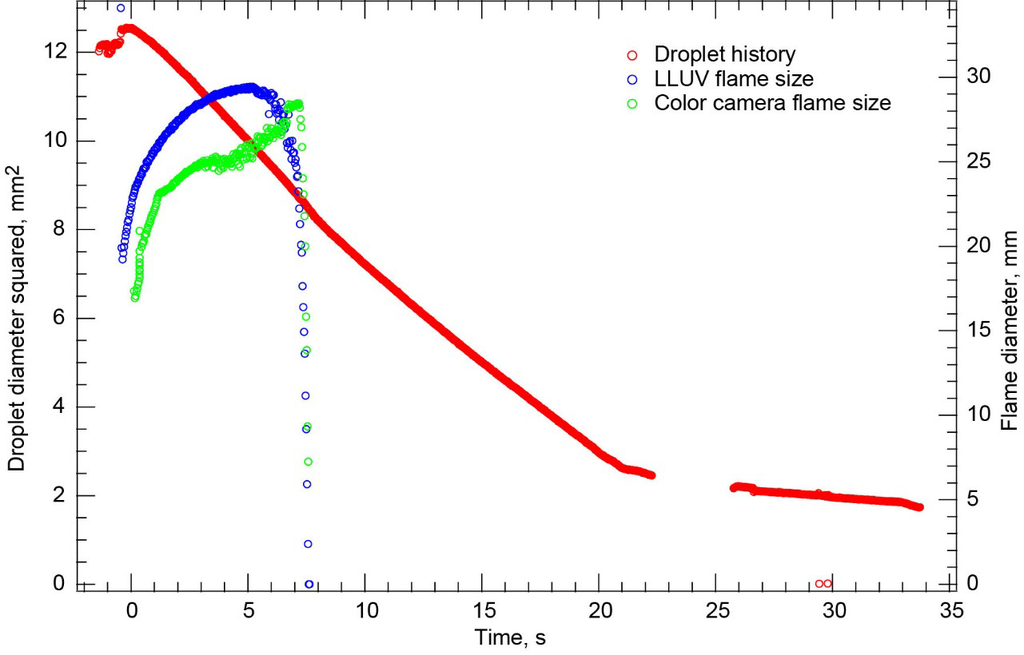 Droplet history
LLUV flame size
Color camera flame size
12
10
8
6
4
2
0
30
25
20
15
10
5
0
0 5 10 15 20 25 30 35
Time, s
Droplet diameter squared, mm2
Flame diameter, mm